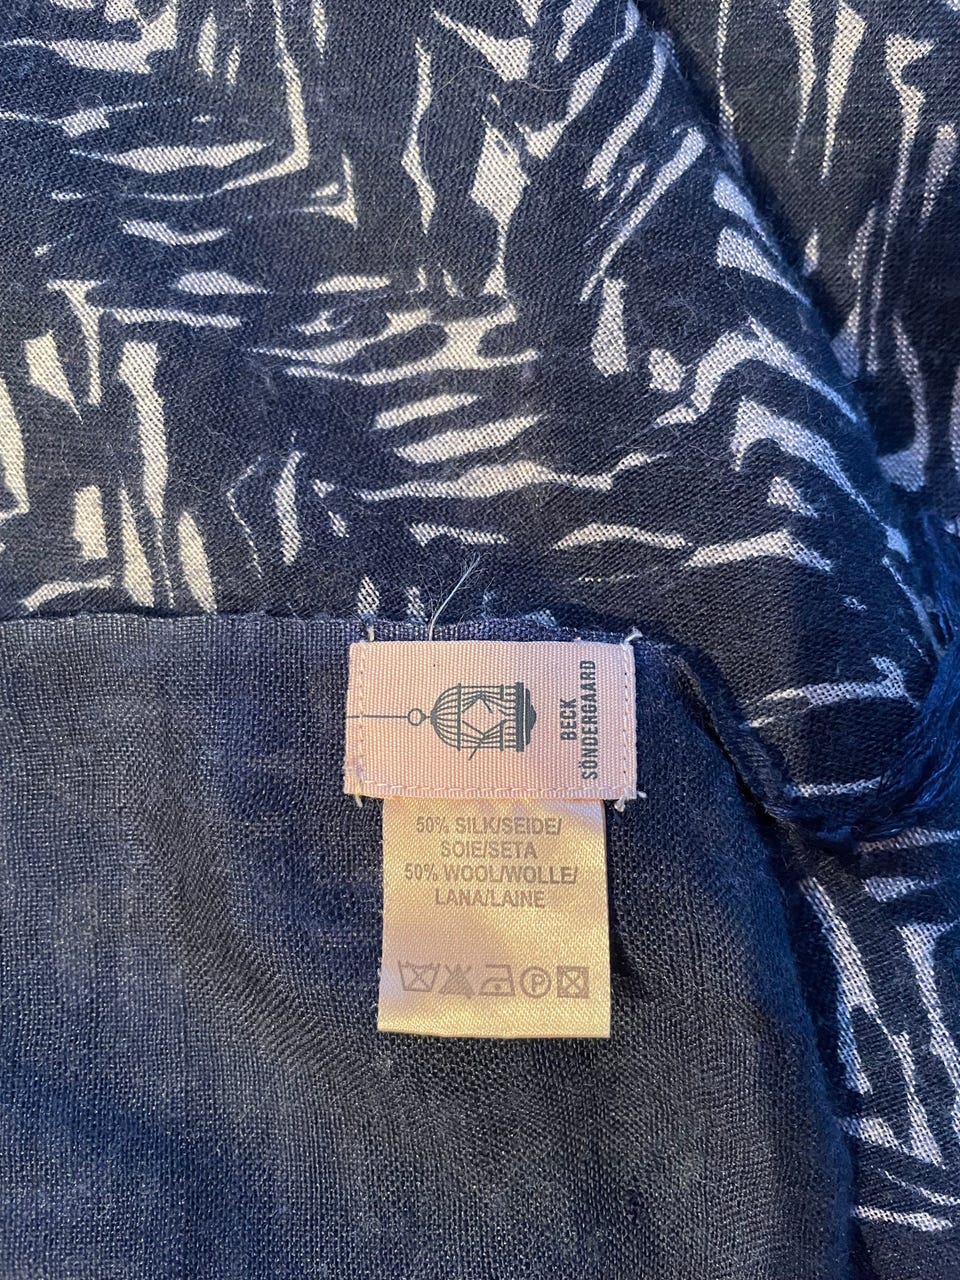 BECK
SÖNDERGAARD
50% SILK/SEIDE/
SOIE/SETA
50% WOOL/WOLLE/
LANA/LAINE